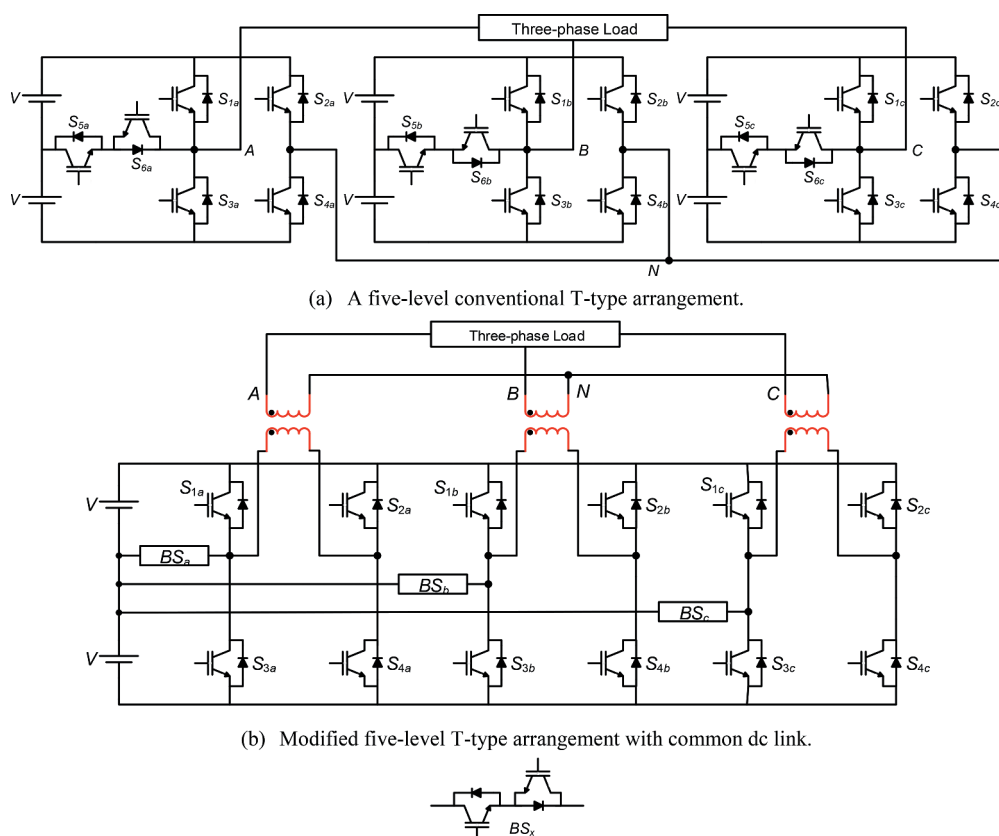 Three-phase Load
V
S5a
S6a
S1a
S2a
A
V
S3a
S4a
V
S5b
S6b
S1b
S2b
B
V
S3b
S4b
V
S5c
S6c
S1c
S2c
C
V
S3c
S4c
N
(a) A five-level conventional T-type arrangement.
Three-phase Load
A
B
N
C
V
S1a
S2a
S1b
S2b
S1c
S2c
BSa
BSb
BSc
V
S3a
S4a
S3b
S4b
S3c
S4c
(b) Modified five-level T-type arrangement with common dc link.
BSx